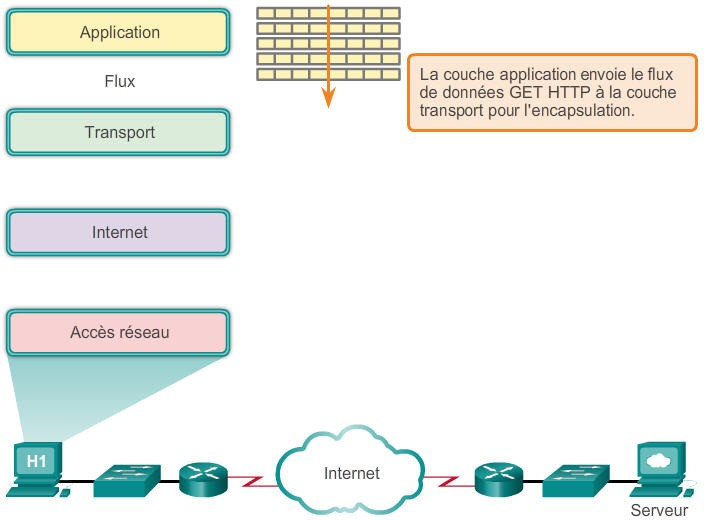 Application
Flux
La couche application envoie le flux
de données GET HTTP à la couche
transport pour l'encapsulation.
Transport
Internet
Accès réseau
H1
Internet
Serveur